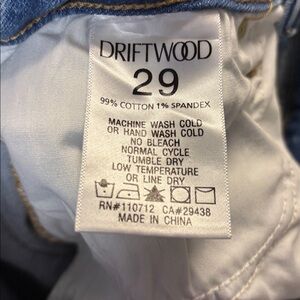 DRIFTWOOD
29
99% COTTON 1% SPANDEX
MACHINE WASH COLD
OR HAND WASH COLD
NO BLEACH
NORMAL CYCLE
TUMBLE DRY
LOW TEMPERATURE
OR LINE DRY
RN#110712 CA#29438
MADE IN CHINA